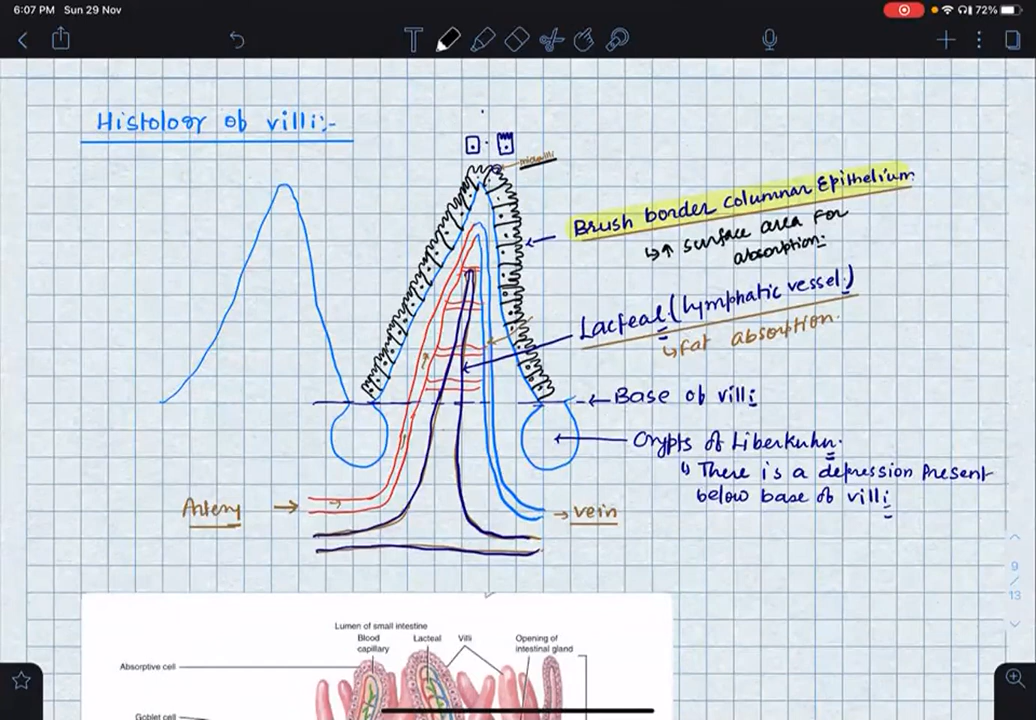 6:07 PM Sun 29 Nov
72%
Histology of villi:-
microvilli
Brush border columnar Epithelium
↳↑ surface area for
absorption:
Lacteal (lymphatic vessel)
↳ Fat absorption.
← Base of villi
Crypts of Liberkuhn.
↳ There is a depression Present
below base of villi
Artery →
→ vein
9
/
13
Lumen of small intestine
Blood
capillary
Lacteal
Villi
Opening of
intestinal gland
Absorptive cell
Goblet cell